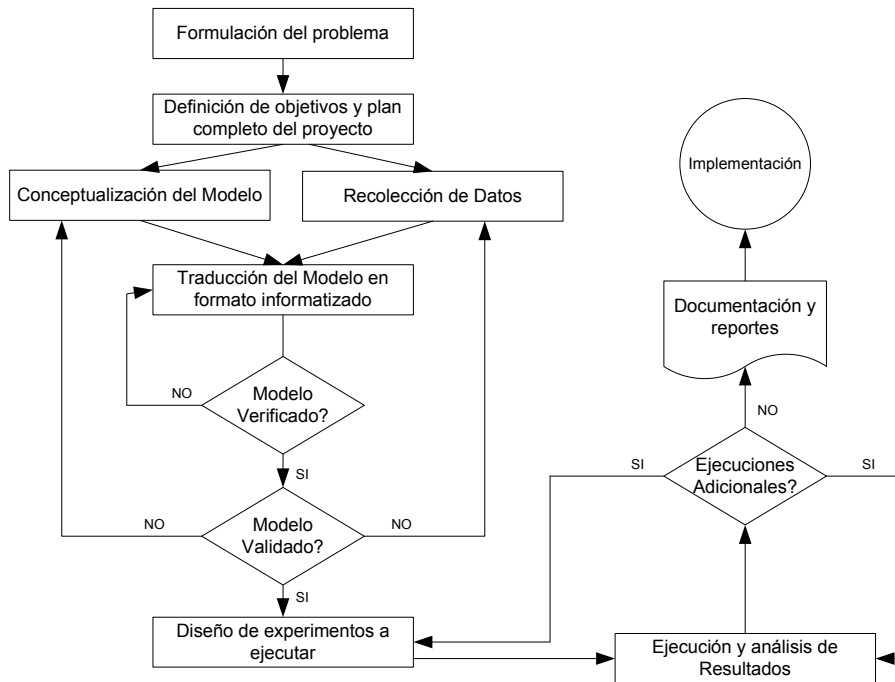 Formulación del problema
Definición de objetivos y plan
completo del proyecto
Conceptualización del Modelo
Recolección de Datos
Traducción del Modelo en
formato informatizado
NO
Modelo
Verificado?
SI
NO
Modelo
Validado?
NO
SI
Diseño de experimentos a
ejecutar
Implementación
Documentación y
reportes
NO
SI
Ejecuciones
Adicionales?
SI
Ejecución y análisis de
Resultados